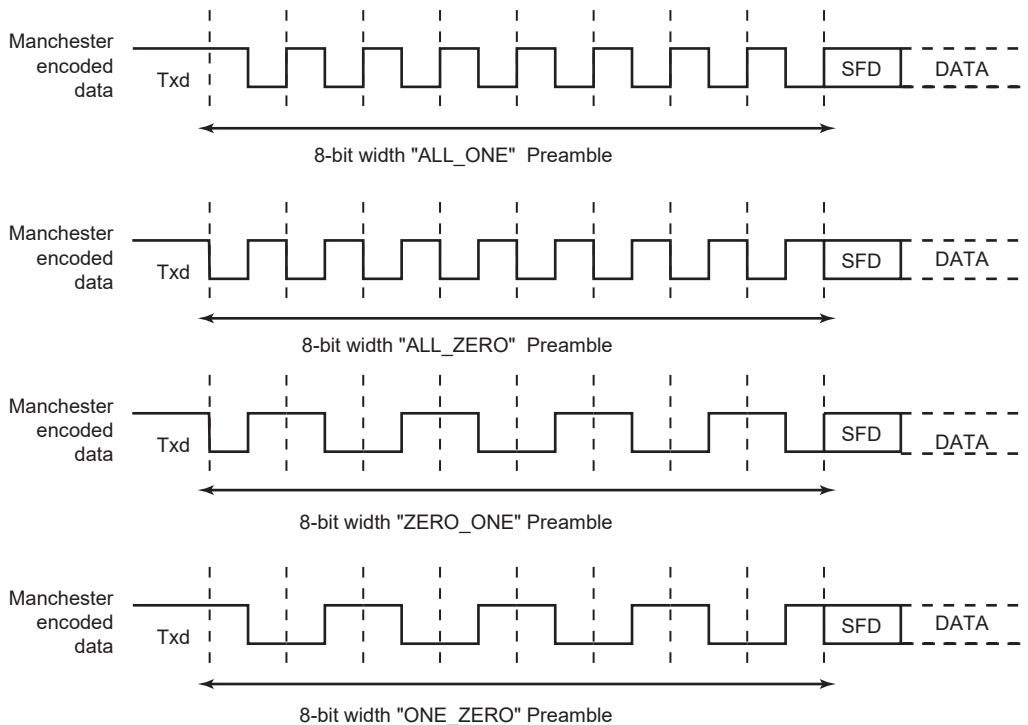 Manchester
encoded
data
Txd
SFD
DATA
8-bit width "ALL_ONE" Preamble
Manchester
encoded
data
Txd
SFD
DATA
8-bit width "ALL_ZERO" Preamble
Manchester
encoded
data
Txd
SFD
DATA
8-bit width "ZERO_ONE" Preamble
Manchester
encoded
data
Txd
SFD
DATA
8-bit width "ONE_ZERO" Preamble